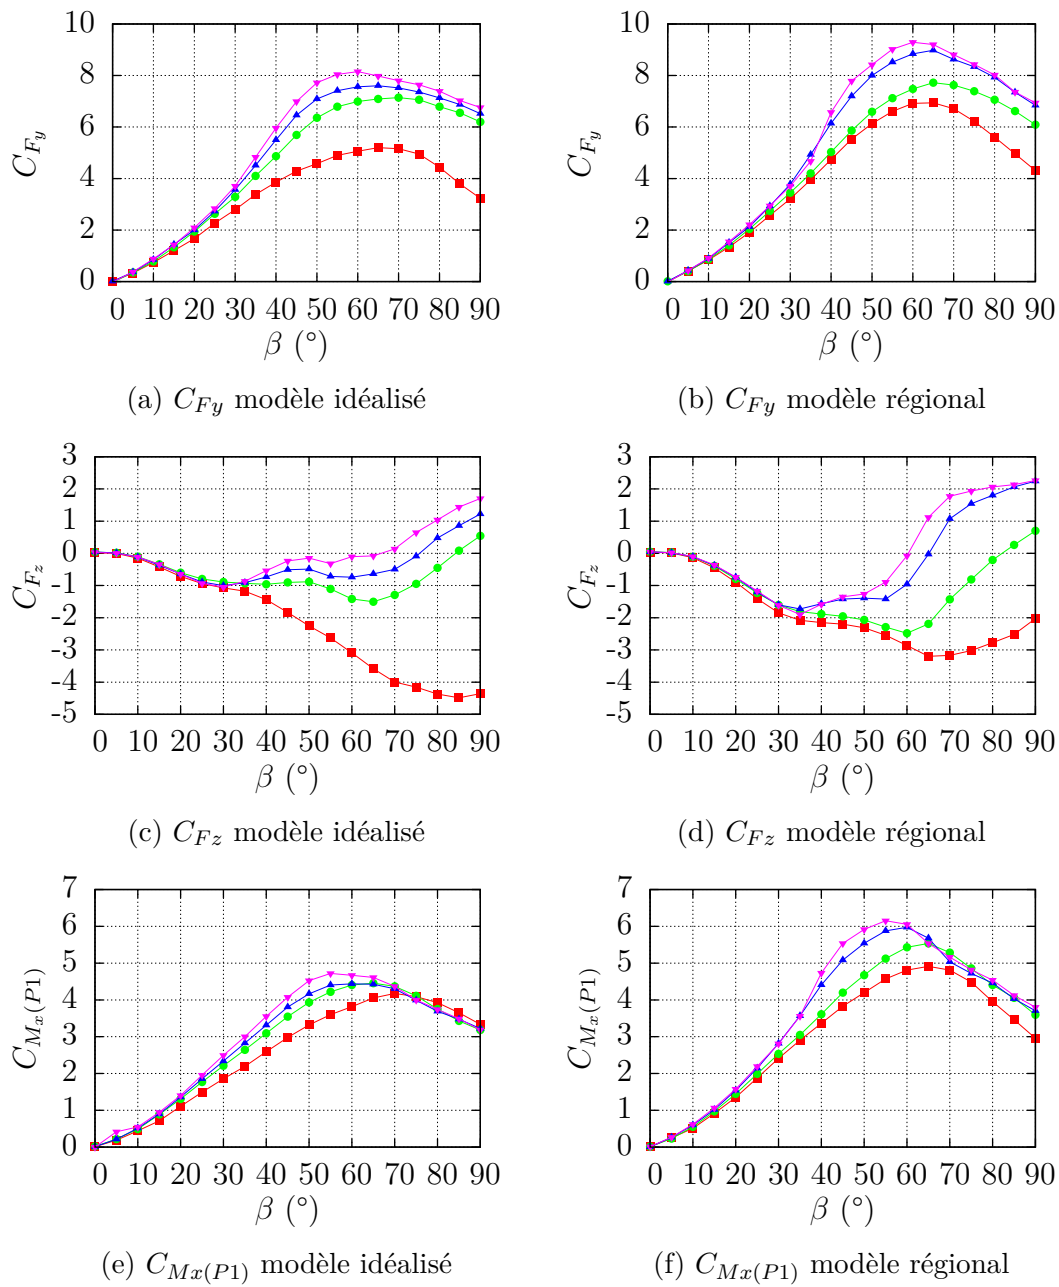 10
8
6
4
2
0
C_{F_y}
0 10 20 30 40 50 60 70 80 90
β (°)
(a) C_{Fy} modèle idéalisé
10
8
6
4
2
0
C_{F_y}
0 10 20 30 40 50 60 70 80 90
β (°)
(b) C_{Fy} modèle régional
3
2
1
0
-1
-2
-3
-4
-5
C_{F_z}
0 10 20 30 40 50 60 70 80 90
β (°)
(c) C_{Fz} modèle idéalisé
3
2
1
0
-1
-2
-3
-4
-5
C_{F_z}
0 10 20 30 40 50 60 70 80 90
β (°)
(d) C_{Fz} modèle régional
7
6
5
4
3
2
1
0
C_{M_x(P1)}
0 10 20 30 40 50 60 70 80 90
β (°)
(e) C_{Mx(P1)} modèle idéalisé
7
6
5
4
3
2
1
0
C_{M_x(P1)}
0 10 20 30 40 50 60 70 80 90
β (°)
(f) C_{Mx(P1)} modèle régional